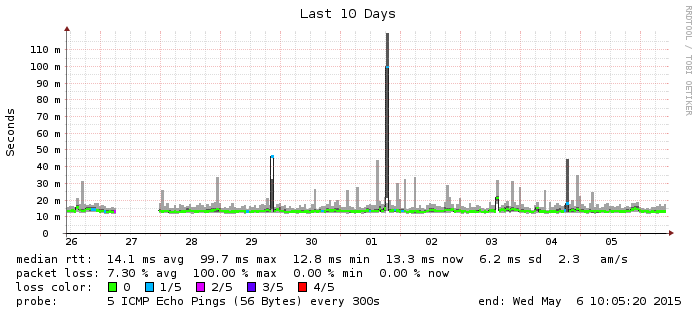 Last 10 Days
RRDTOOL / TOBI OETIKER
Seconds
110 m
100 m
90 m
80 m
70 m
60 m
50 m
40 m
30 m
20 m
10 m
0
26 27 28 29 30 01 02 03 04 05
median rtt: 14.1 ms avg 99.7 ms max 12.8 ms min 13.3 ms now 6.2 ms sd 2.3 am/s
packet loss: 7.30 % avg 100.00 % max 0.00 % min 0.00 % now
loss color: 0 1/5 2/5 3/5 4/5
probe: 5 ICMP Echo Pings (56 Bytes) every 300s end: Wed May 6 10:05:20 2015